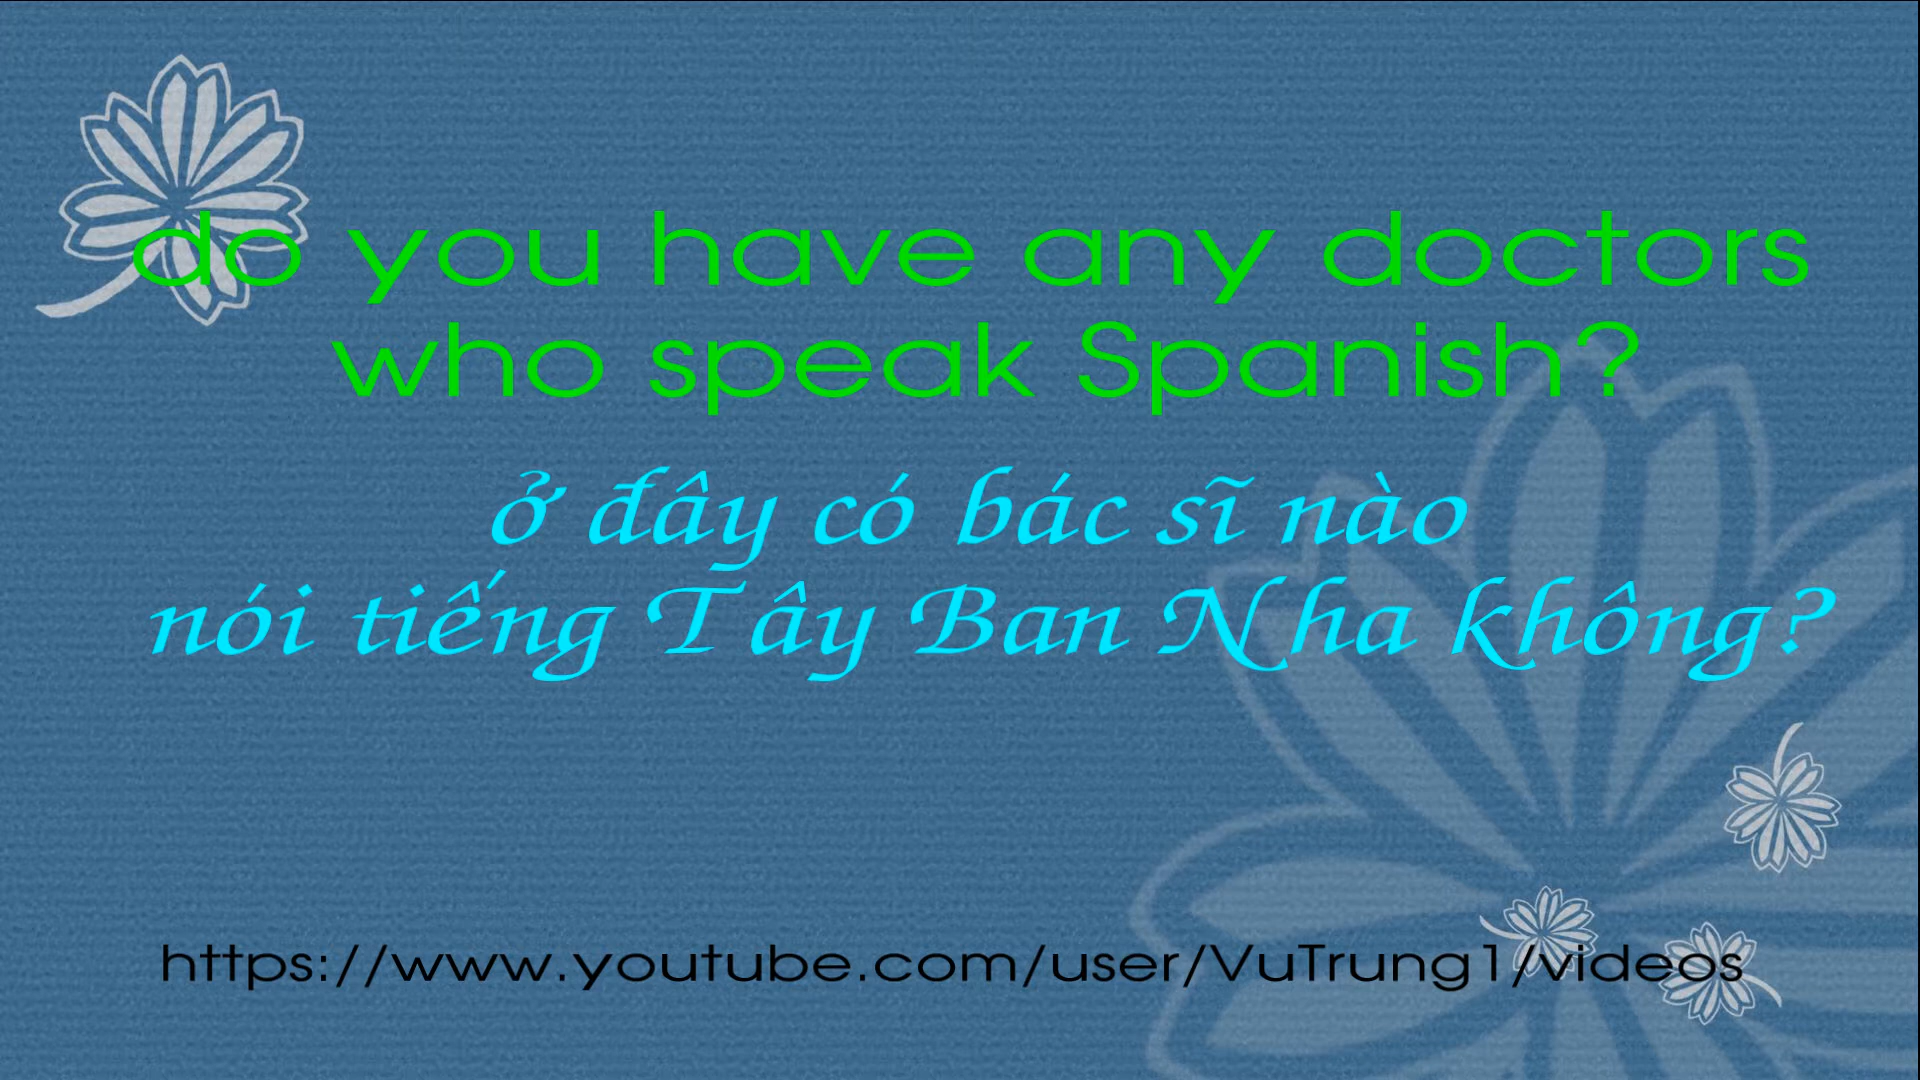 do you have any doctors
who speak Spanish?
ở đây có bác sĩ nào
nói tiếng Tây Ban Nha không?
https://www.youtube.com/user/VuTrung1/videos